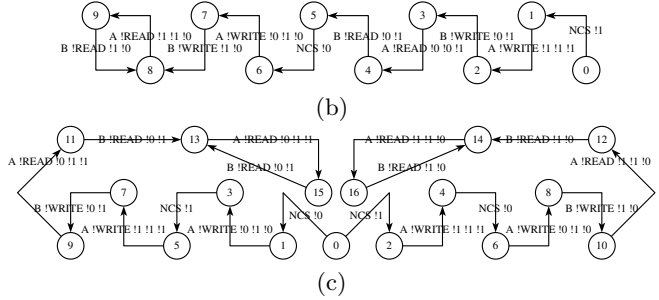 9 7 5 3 1
A !READ !1 !1 !0 A !WRITE !0 !1 !0 B !READ !0 !1 B !WRITE !0 !1 NCS !1
B !READ !1 !0 B !WRITE !1 !0 NCS !0 A !READ !0 !0 !1 A !WRITE !1 !1 !1
8 6 4 2 0
(b)
11 13 14 12
B !READ !0 !1 A !READ !0 !1 !1 A !READ !1 !1 !0 B !READ !1 !0
A !READ !0 !1 !1 B !READ !0 !1 B !READ !1 !0 A !READ !1 !1 !0
7 3 15 16 4 8
B !WRITE !0 !1 NCS !1 NCS !0 NCS !1 NCS !0 B !WRITE !1 !0
A !WRITE !1 !1 !1 A !WRITE !0 !1 !0 A !WRITE !1 !1 !1 A !WRITE !0 !1 !0
9 5 1 0 2 6 10
(c)